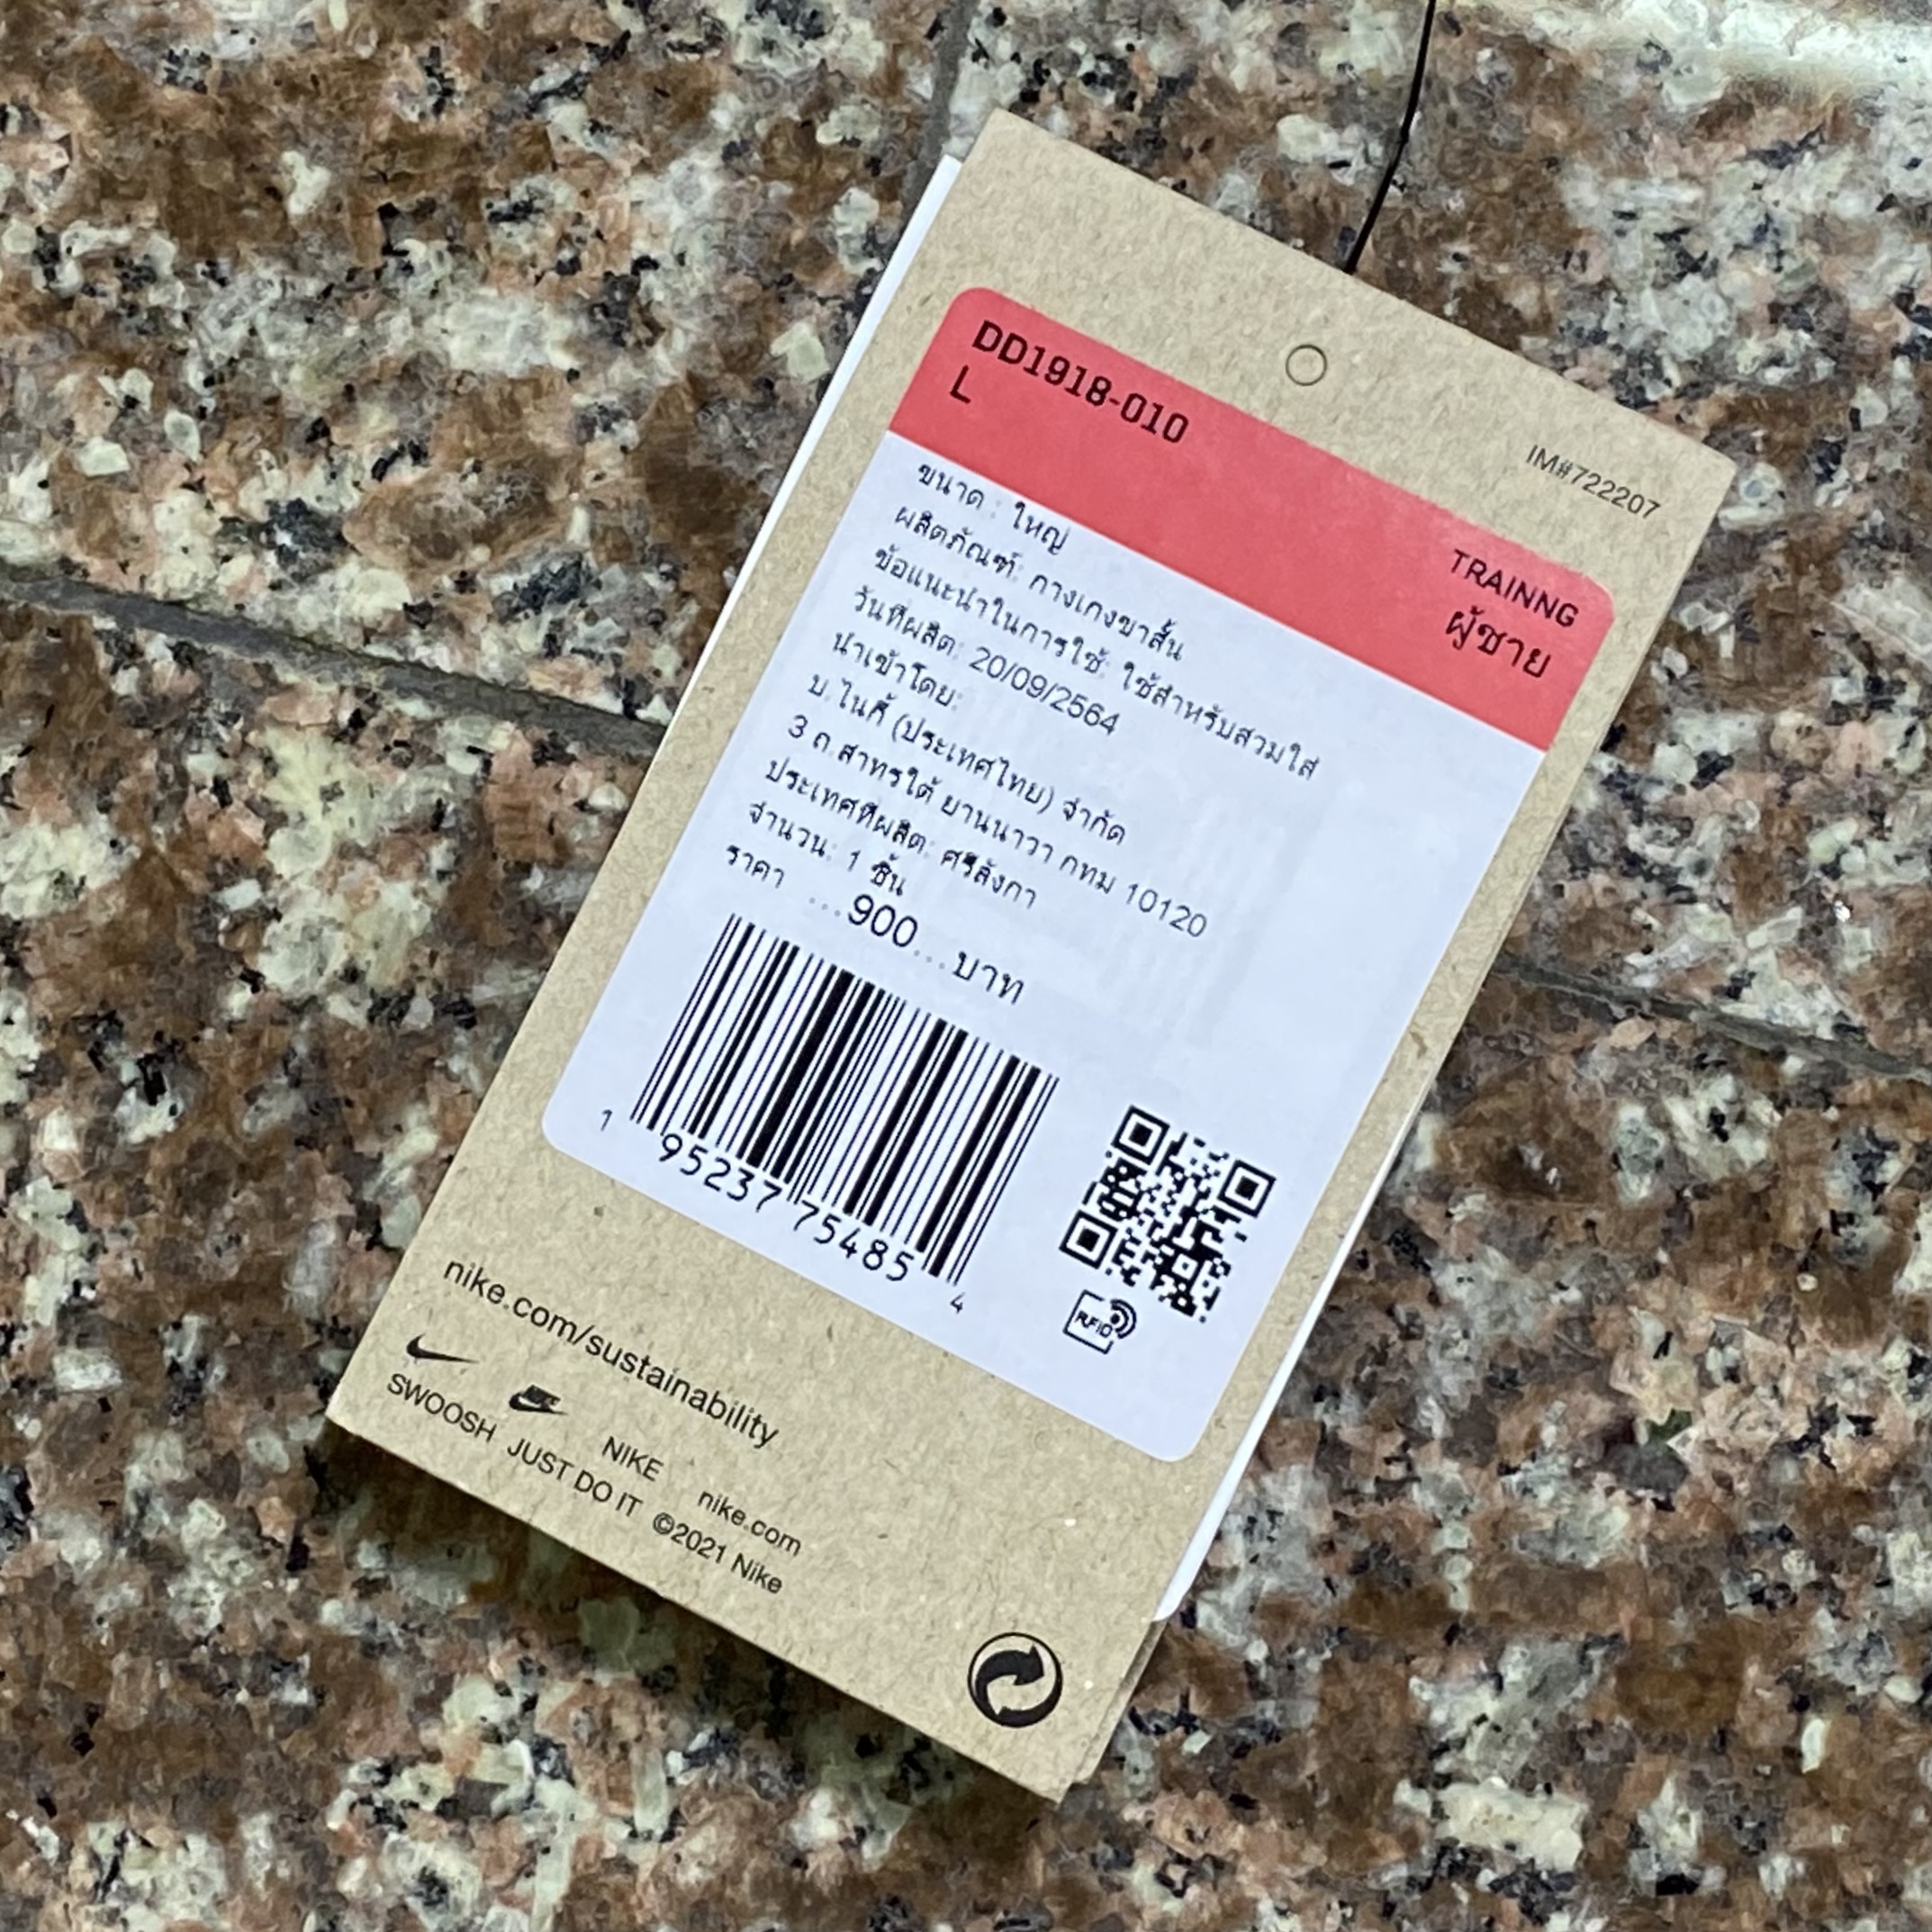 DD1918-010
L
IM#722207
TRAINNG
ผู้ชาย
ขนาด : ใหญ่
ผลิตภัณฑ์: กางเกงขาสั้น
ข้อแนะนำในการใช้: ใช้สำหรับสวมใส่
วันที่ผลิต: 20/09/2564
นำเข้าโดย:
บ.ไนกี้ (ประเทศไทย) จำกัด
3 ถ.สาทรใต้ ยานนาวา กทม 10120
ประเทศที่ผลิต: ศรีลังกา
จำนวน: 1 ชิ้น
ราคา ...900...บาท
1 95237 75485 4
RFID
nike.com/sustainability
NIKE nike.com
SWOOSH JUST DO IT ©2021 Nike